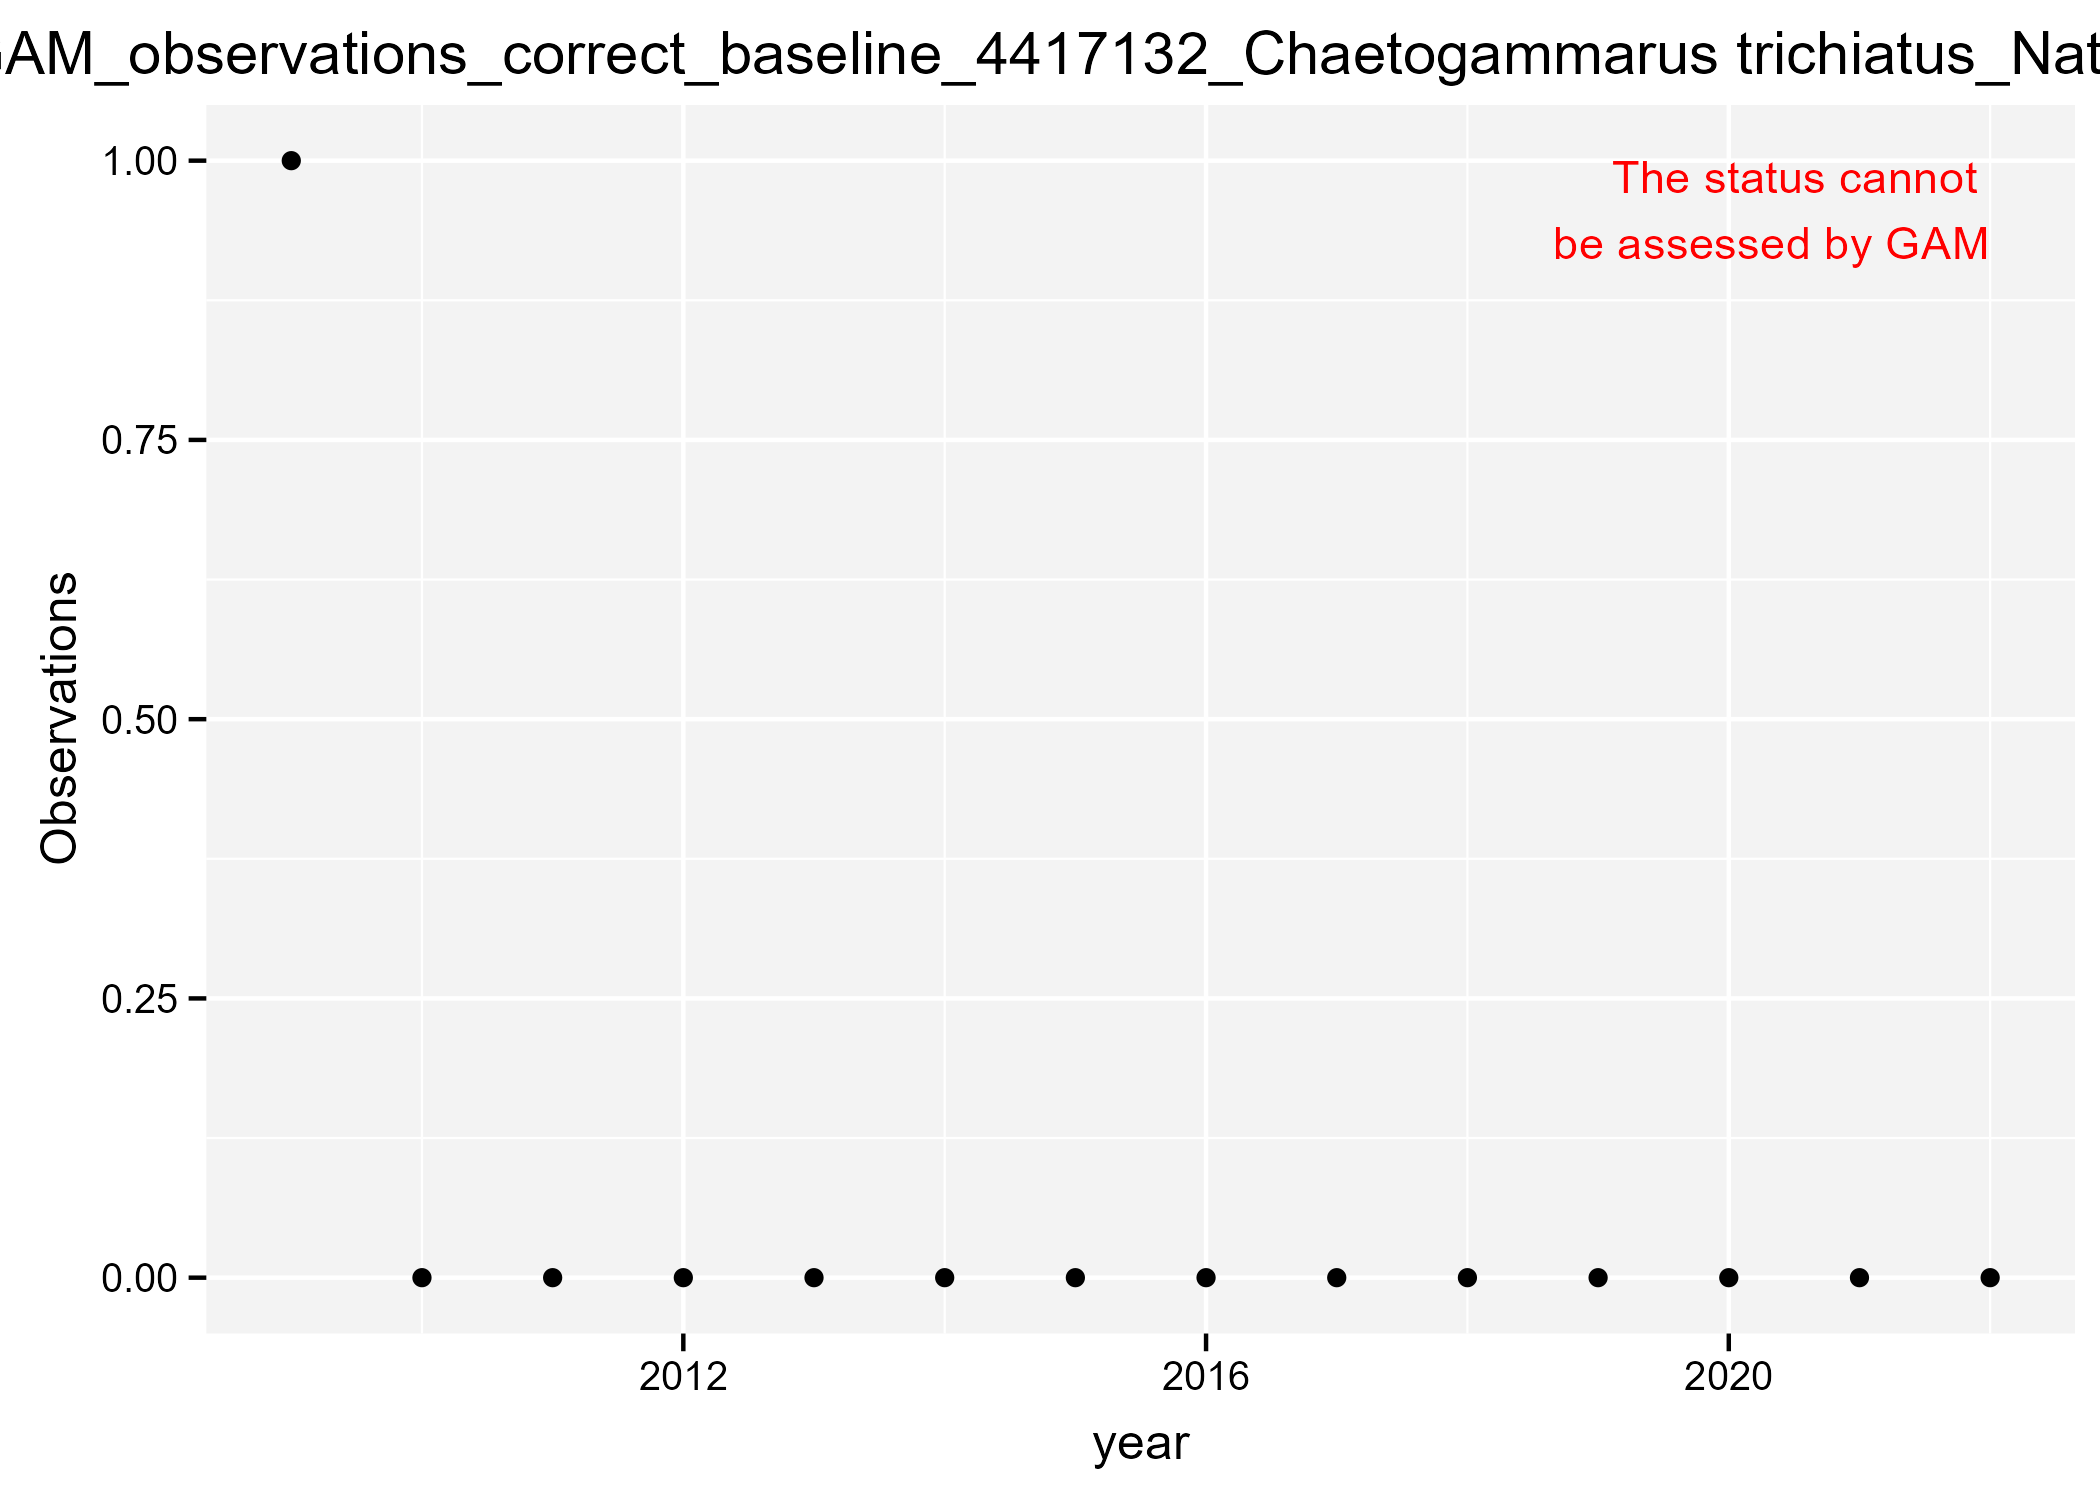 GAM_observations_correct_baseline_4417132_Chaetogammarus trichiatus_Nat
1.00
The status cannot
be assessed by GAM
0.75
0.50
0.25
0.00
Observations
2012 2016 2020
year